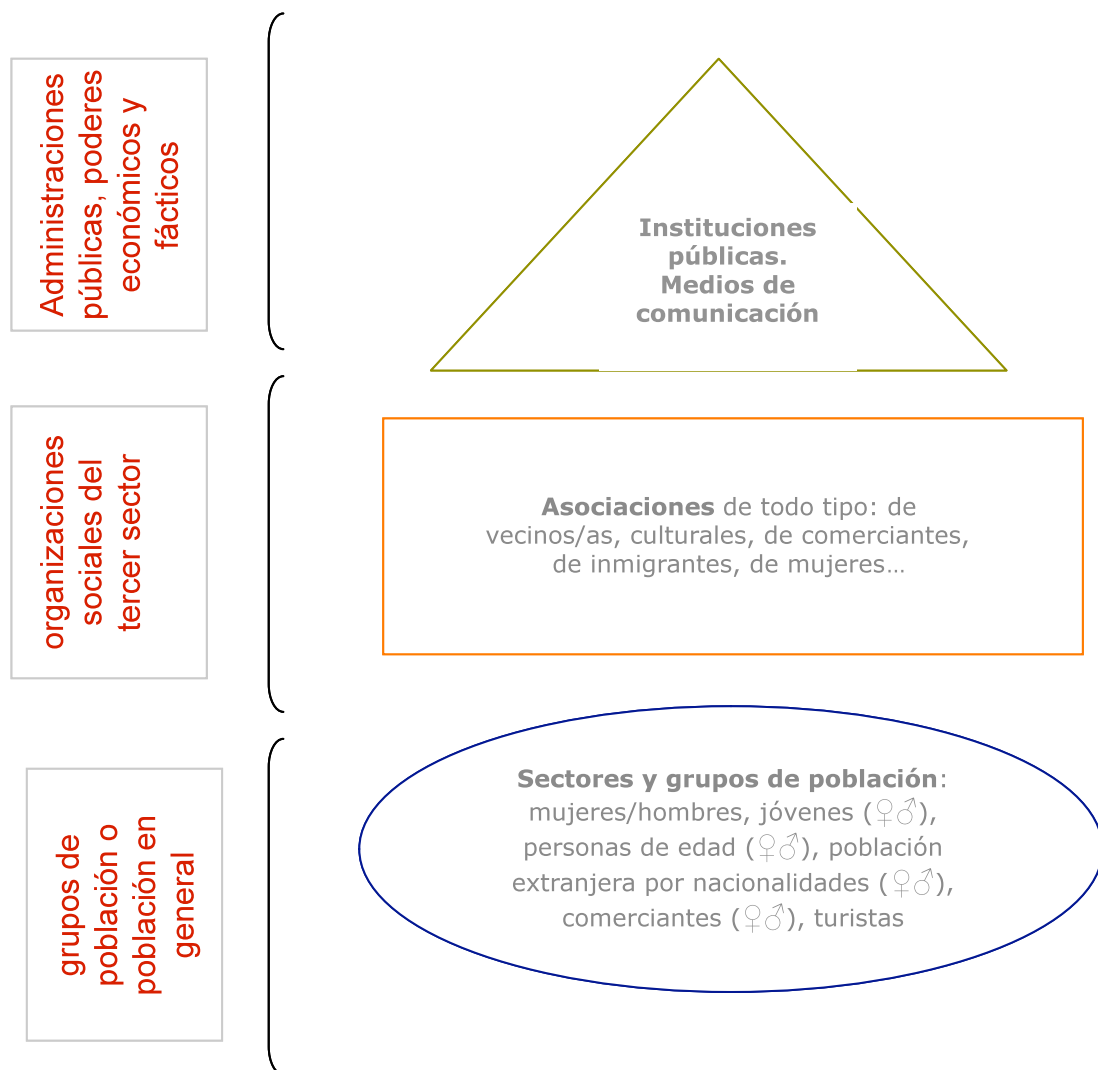 Administraciones
públicas, poderes
económicos y
fácticos
Instituciones
públicas.
Medios de
comunicación
organizaciones
sociales del
tercer sector
Asociaciones de todo tipo: de
vecinos/as, culturales, de comerciantes,
de inmigrantes, de mujeres…
grupos de
población o
población en
general
Sectores y grupos de población:
mujeres/hombres, jóvenes (♀♂),
personas de edad (♀♂), población
extranjera por nacionalidades (♀♂),
comerciantes (♀♂), turistas